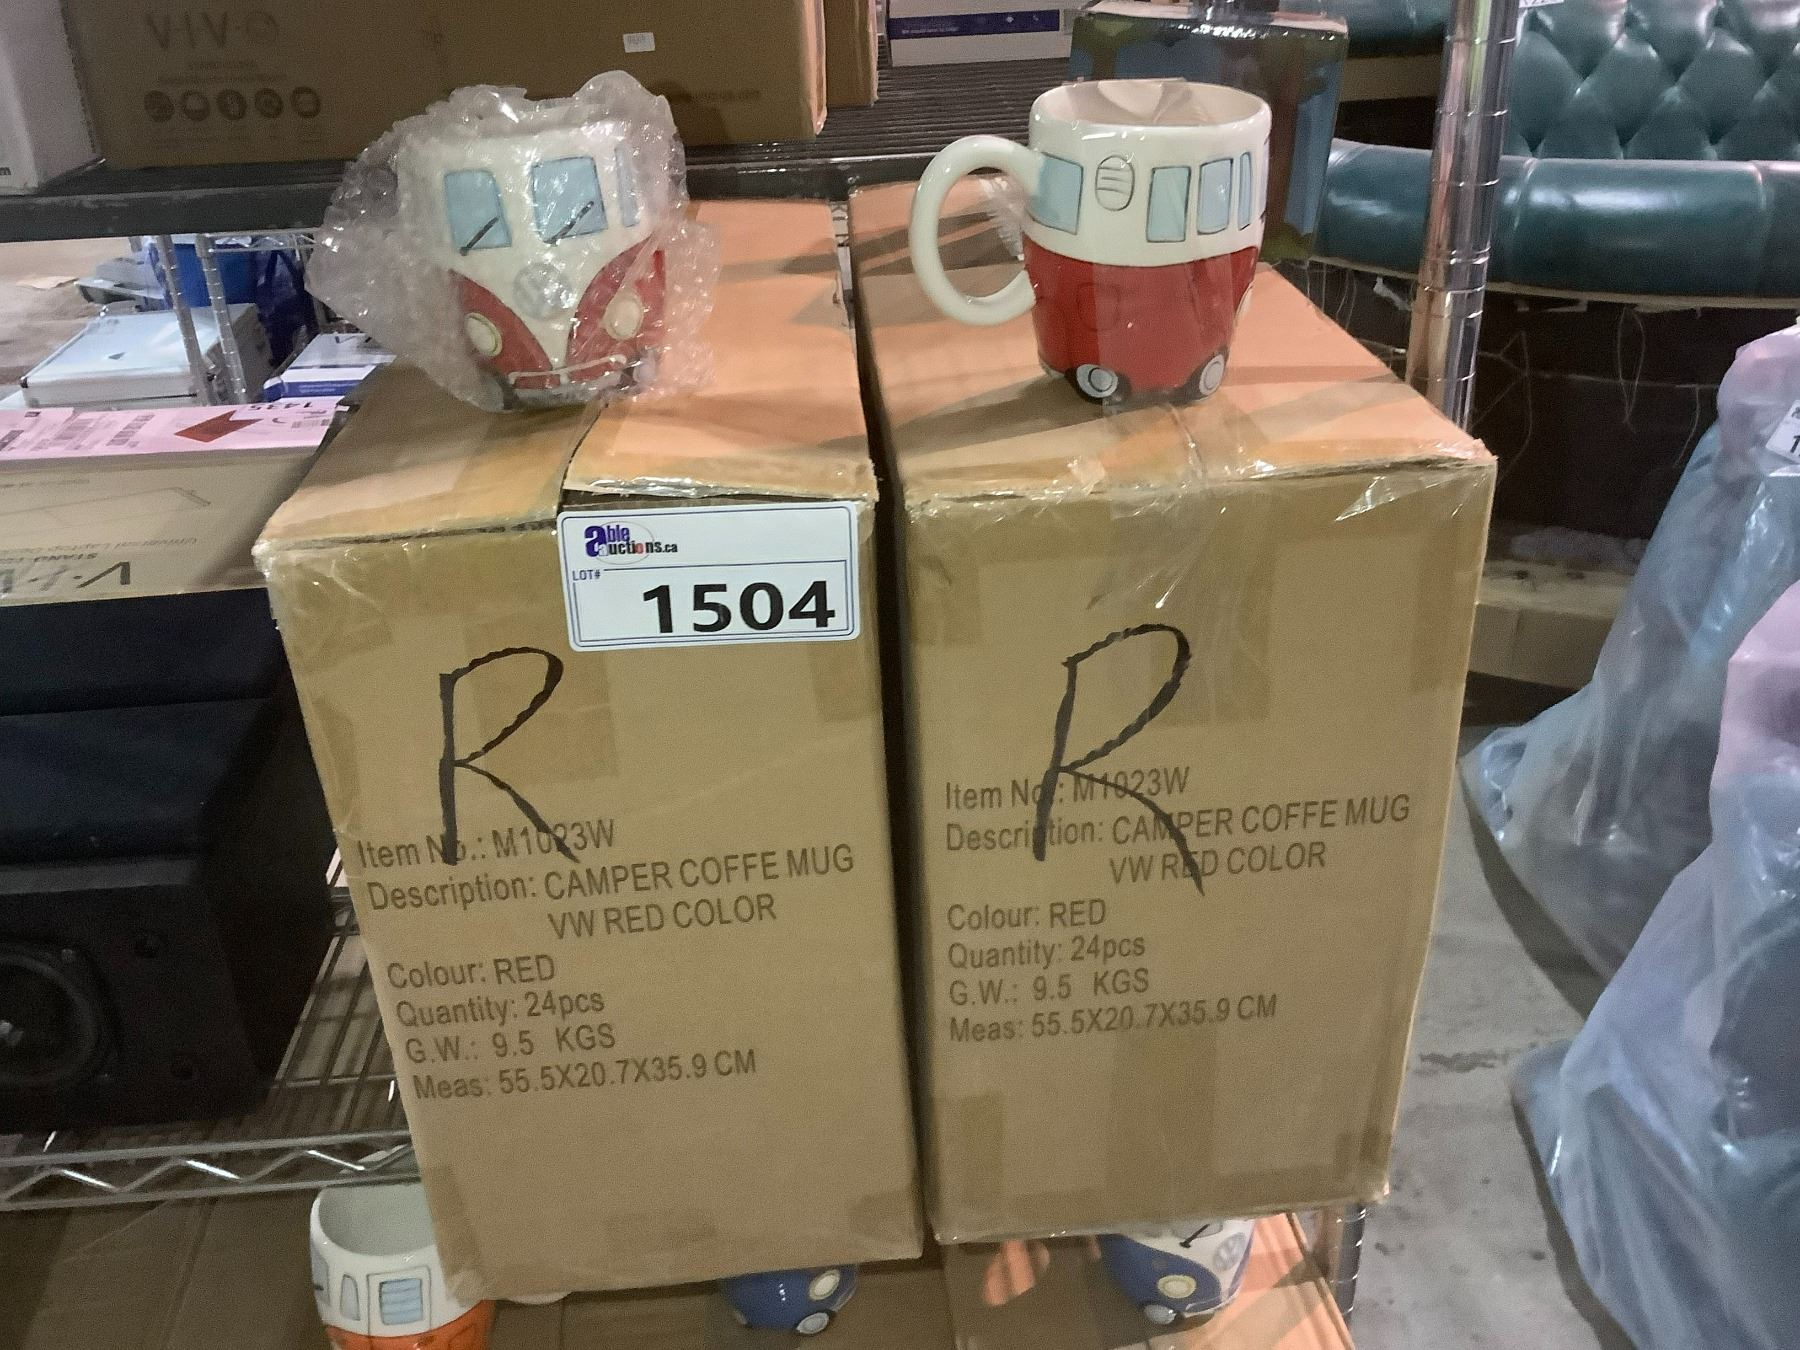 V·I·V·O
1435
able
auctions.ca
LOT#
1504
R
Item No.: M1023W
Description: CAMPER COFFE MUG
VW RED COLOR
Colour: RED
Quantity: 24pcs
G.W.: 9.5 KGS
Meas: 55.5X20.7X35.9 CM
R
Item No.: M1023W
Description: CAMPER COFFE MUG
VW RED COLOR
Colour: RED
Quantity: 24pcs
G.W.: 9.5 KGS
Meas: 55.5X20.7X35.9 CM